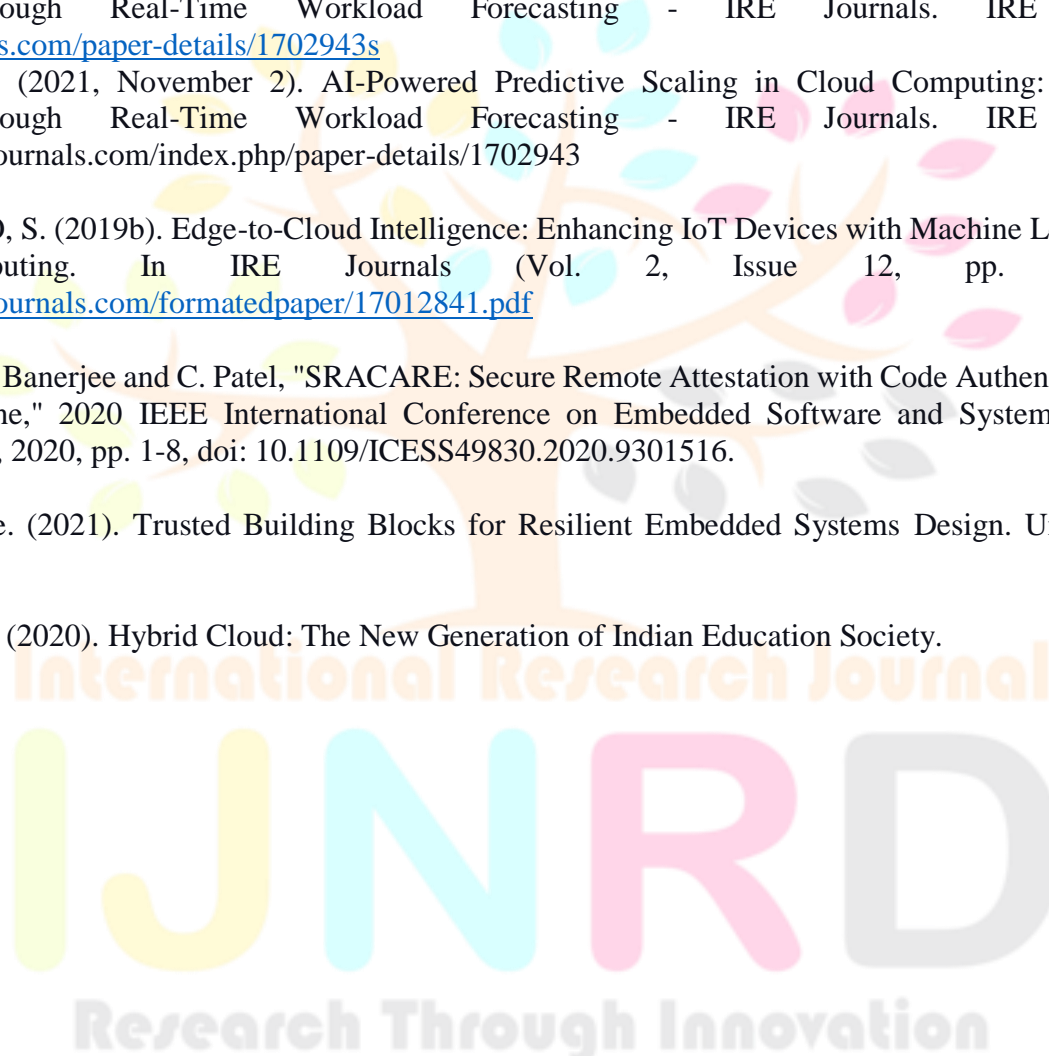 ough Real-Time Workload Forecasting - IRE Journals. IRE
s.com/paper-details/1702943s
(2021, November 2). AI-Powered Predictive Scaling in Cloud Computing:
ough Real-Time Workload Forecasting - IRE Journals. IRE
ournals.com/index.php/paper-details/1702943
, S. (2019b). Edge-to-Cloud Intelligence: Enhancing IoT Devices with Machine L
puting. In IRE Journals (Vol. 2, Issue 12, pp.
ournals.com/formatedpaper/17012841.pdf
Banerjee and C. Patel, "SRACARE: Secure Remote Attestation with Code Authen
ne," 2020 IEEE International Conference on Embedded Software and System
, 2020, pp. 1-8, doi: 10.1109/ICESS49830.2020.9301516.
e. (2021). Trusted Building Blocks for Resilient Embedded Systems Design. U
(2020). Hybrid Cloud: The New Generation of Indian Education Society.
International Research Journal
IJNRD
Research Through Innovation